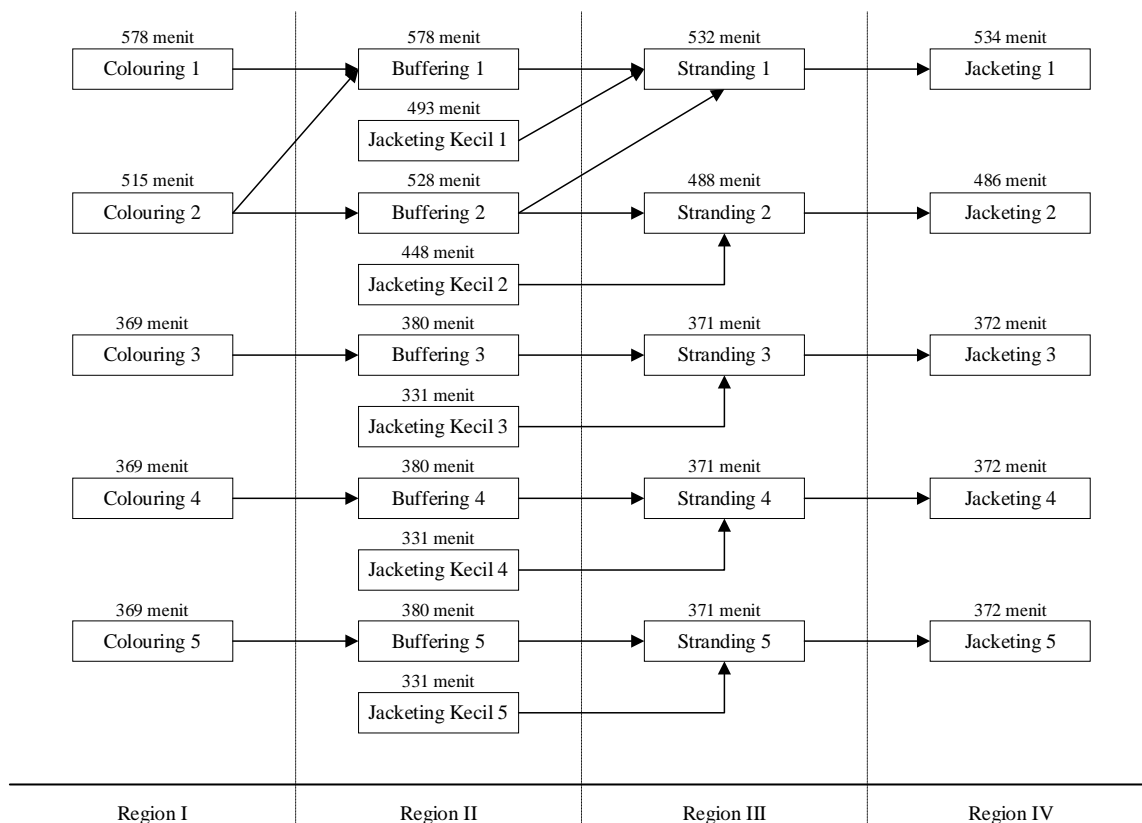 578 menit 578 menit 532 menit 534 menit
Colouring 1 Buffering 1 Stranding 1 Jacketing 1
493 menit
Jacketing Kecil 1
515 menit 528 menit 488 menit 486 menit
Colouring 2 Buffering 2 Stranding 2 Jacketing 2
448 menit
Jacketing Kecil 2
369 menit 380 menit 371 menit 372 menit
Colouring 3 Buffering 3 Stranding 3 Jacketing 3
331 menit
Jacketing Kecil 3
369 menit 380 menit 371 menit 372 menit
Colouring 4 Buffering 4 Stranding 4 Jacketing 4
331 menit
Jacketing Kecil 4
369 menit 380 menit 371 menit 372 menit
Colouring 5 Buffering 5 Stranding 5 Jacketing 5
331 menit
Jacketing Kecil 5
Region I Region II Region III Region IV